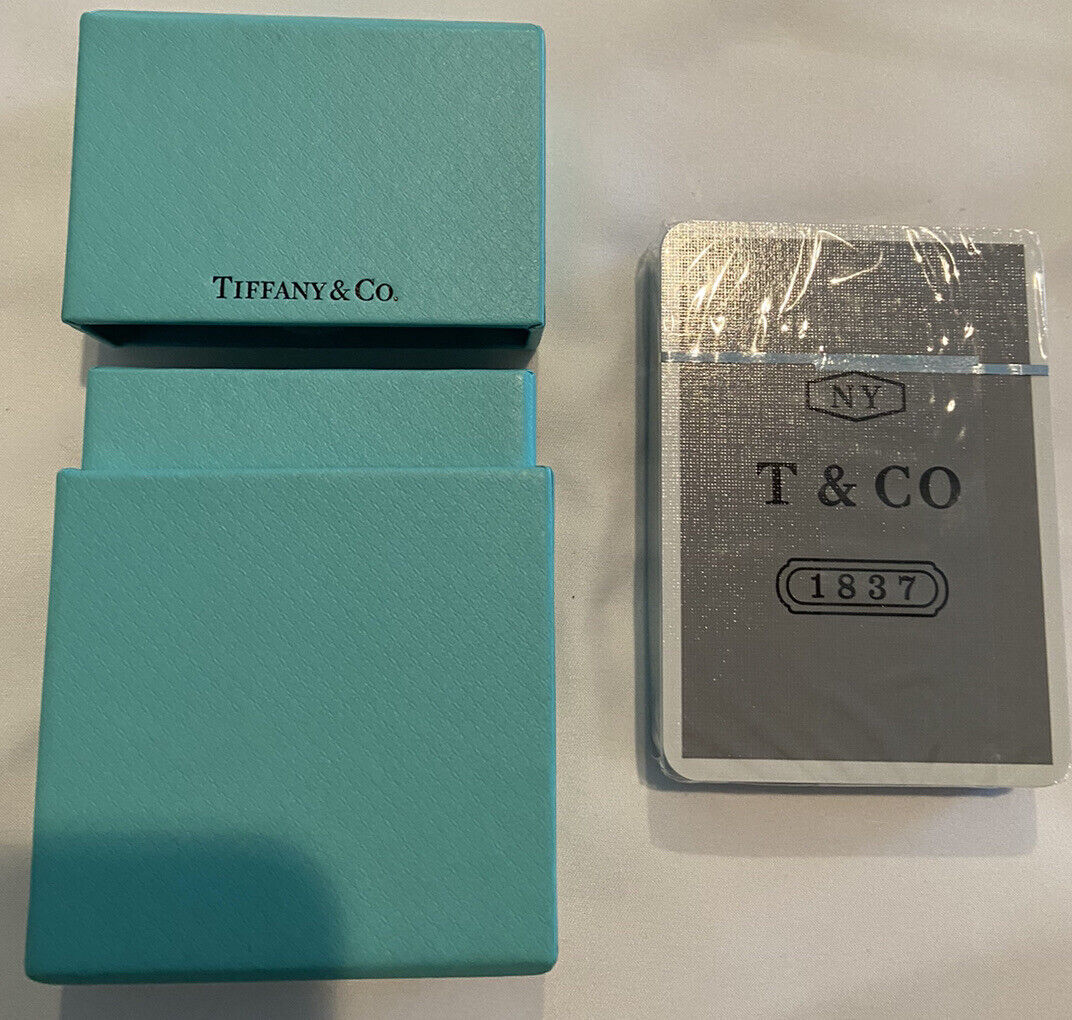 TIFFANY & CO.
NY
T & CO
1837